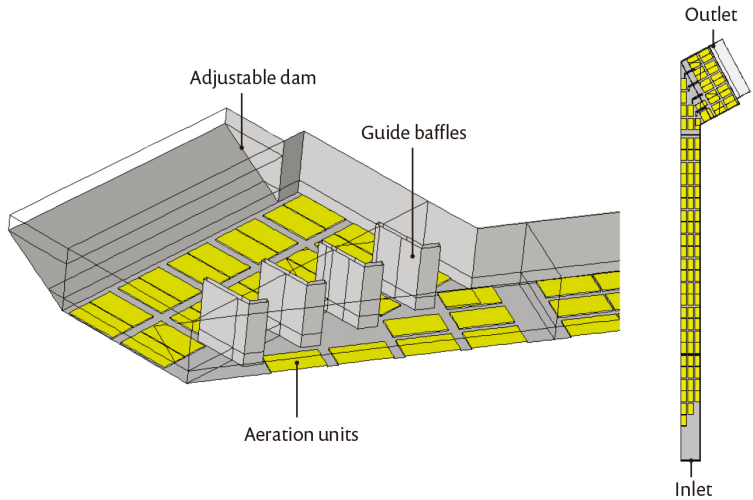 Outlet
Adjustable dam
Guide baffles
Aeration units
Inlet